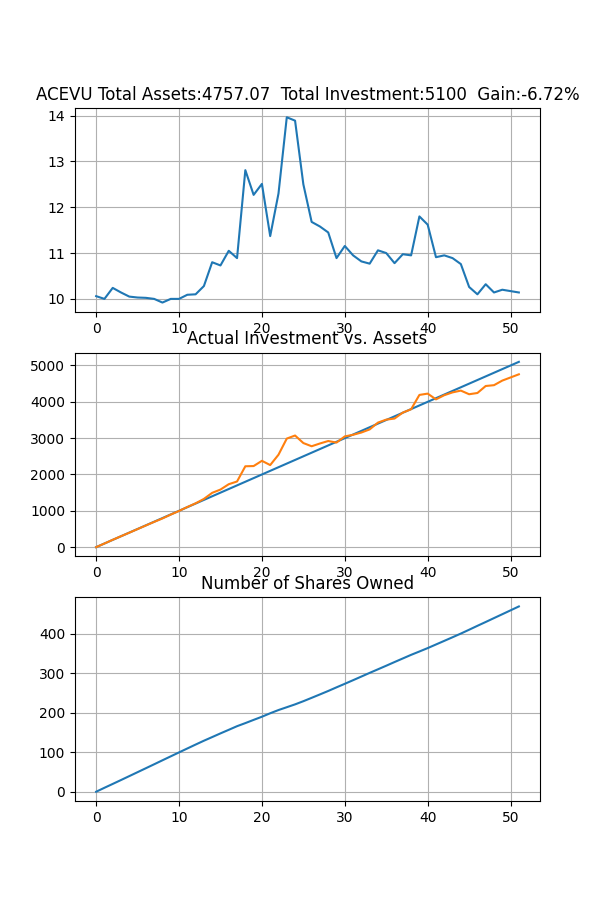 ACEVU Total Assets:4757.07  Total Investment:5100  Gain:-6.72%
14
13
12
11
10
0 10 20 30 40 50
Actual Investment vs. Assets
5000
4000
3000
2000
1000
0
0 10 20 30 40 50
Number of Shares Owned
400
300
200
100
0
0 10 20 30 40 50